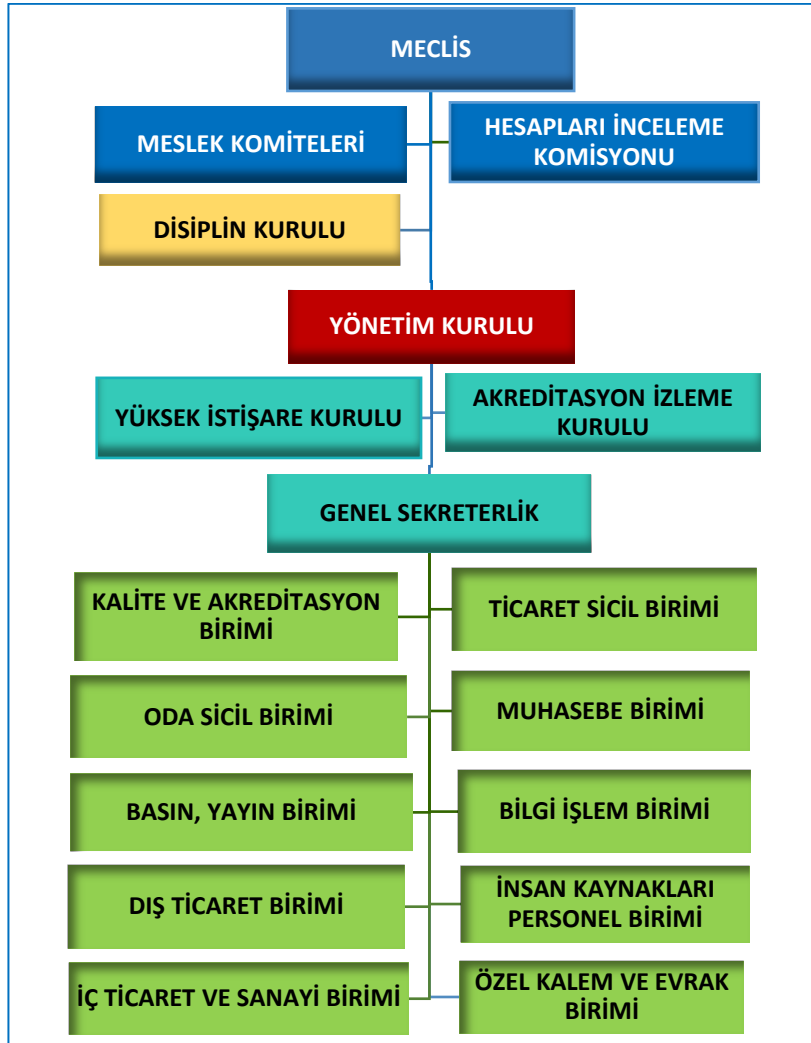 MECLİS
MESLEK KOMİTELERİ
HESAPLARI İNCELEME
KOMİSYONU
DİSİPLİN KURULU
YÖNETİM KURULU
YÜKSEK İSTİŞARE KURULU
AKREDİTASYON İZLEME
KURULU
GENEL SEKRETERLİK
KALİTE VE AKREDİTASYON
BİRİMİ
TİCARET SİCİL BİRİMİ
ODA SİCİL BİRİMİ
MUHASEBE BİRİMİ
BASIN, YAYIN BİRİMİ
BİLGİ İŞLEM BİRİMİ
DIŞ TİCARET BİRİMİ
İNSAN KAYNAKLARI
PERSONEL BİRİMİ
İÇ TİCARET VE SANAYİ BİRİMİ
ÖZEL KALEM VE EVRAK
BİRİMİ